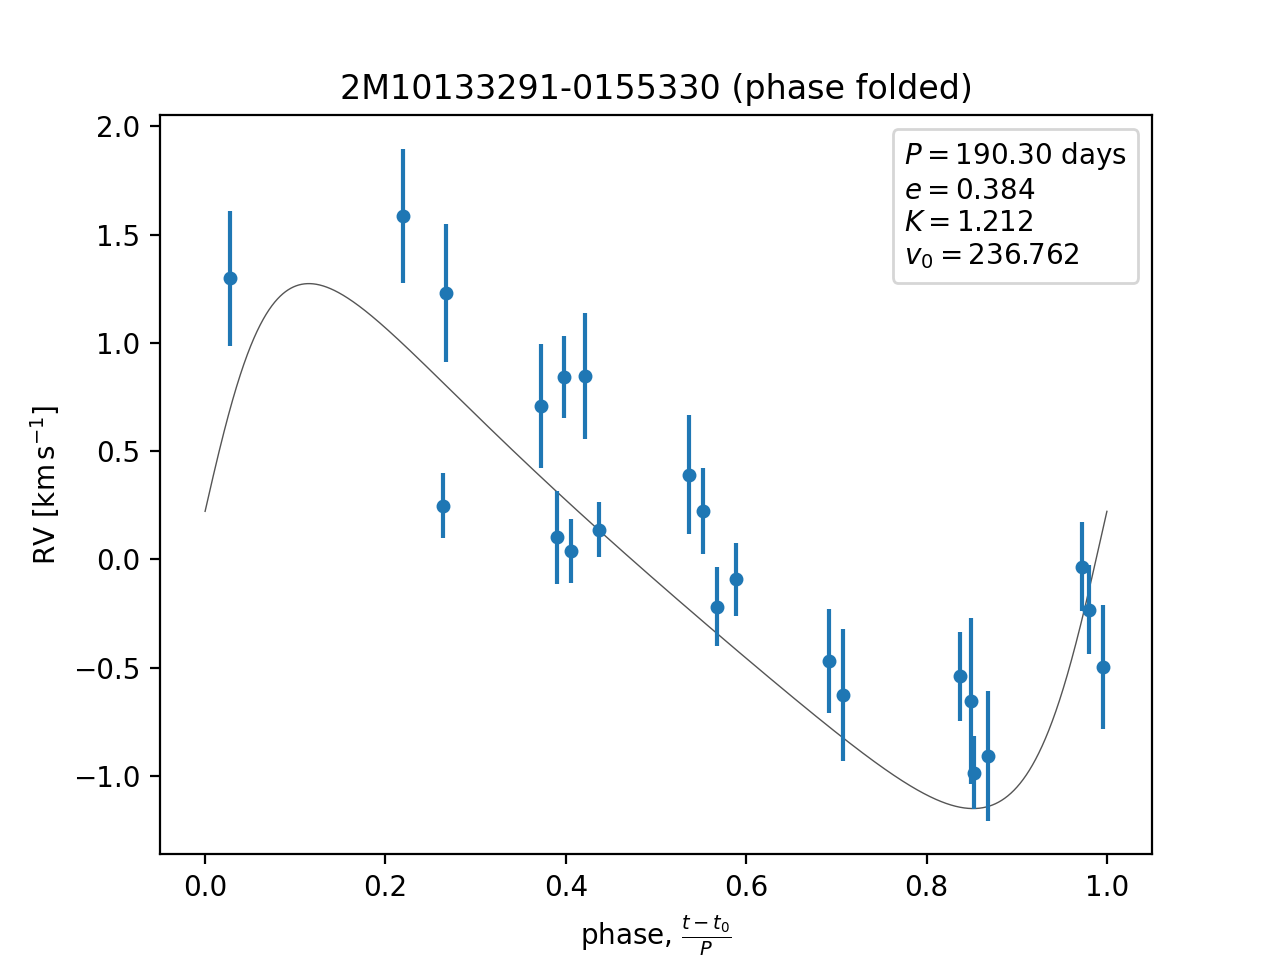 2M10133291-0155330 (phase folded)
P = 190.30 days
e = 0.384
K = 1.212
v₀ = 236.762
RV [km s⁻¹]
2.0
1.5
1.0
0.5
0.0
−0.5
−1.0
0.0 0.2 0.4 0.6 0.8 1.0
phase, (t − t₀)/P